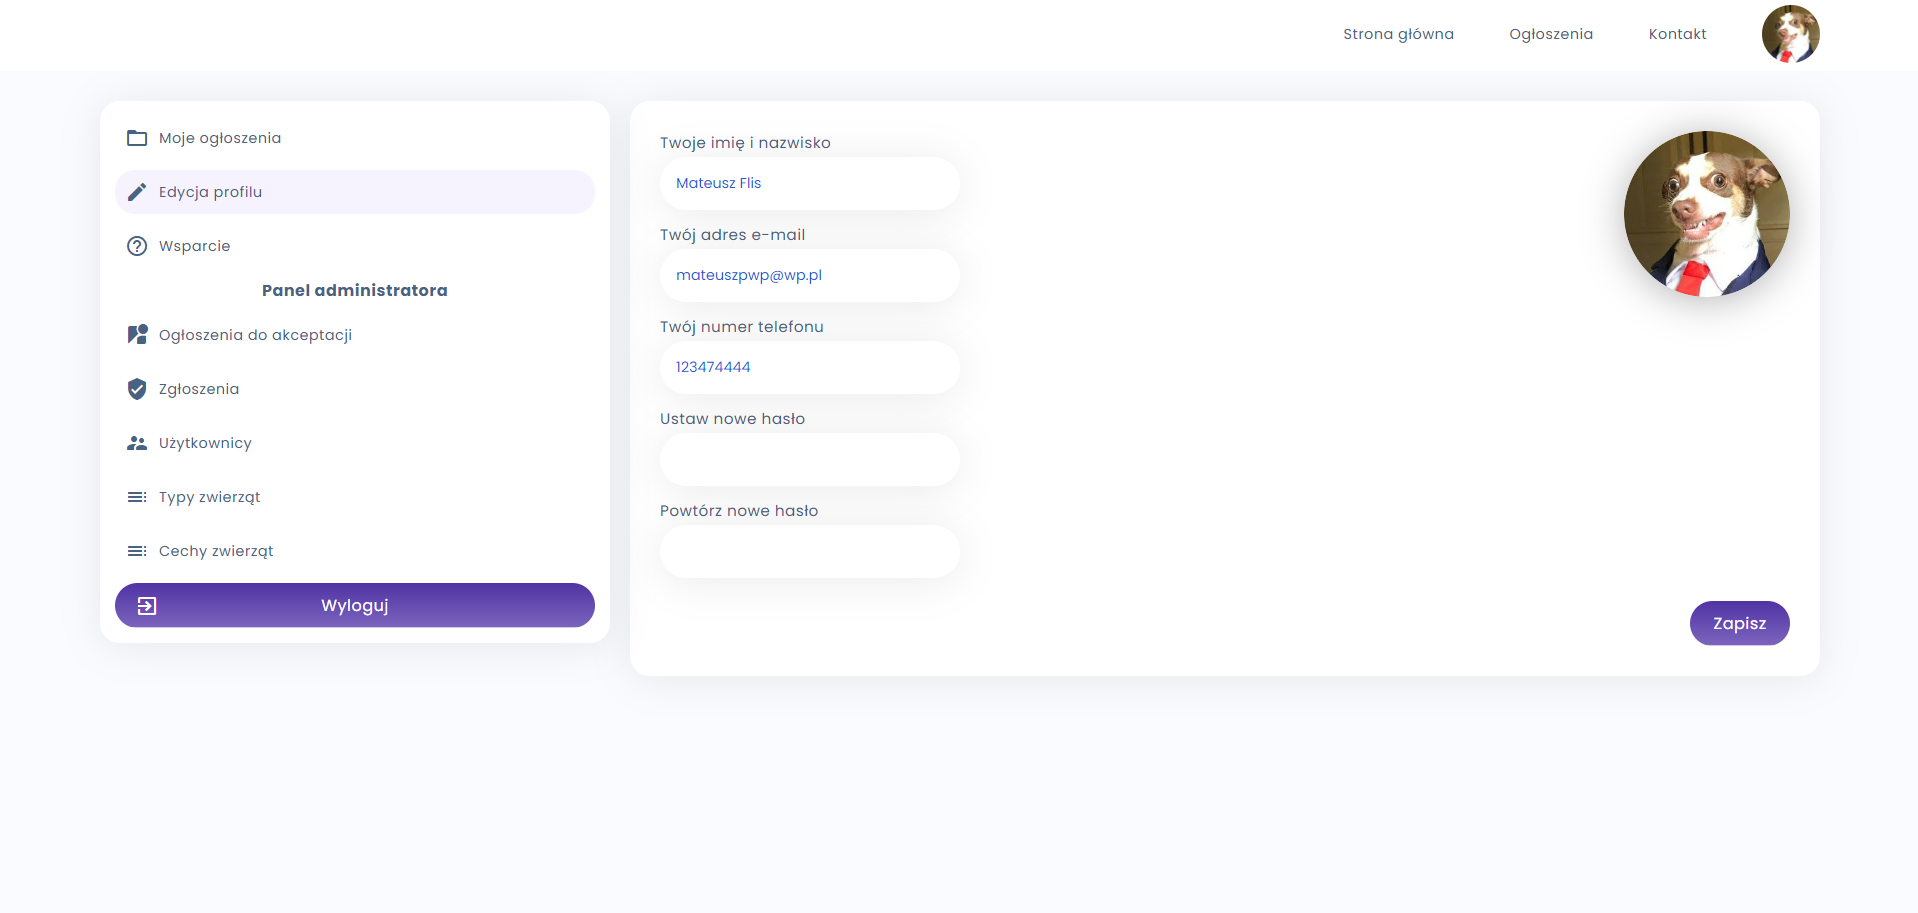 Strona główna
Ogłoszenia
Kontakt
Moje ogłoszenia
Edycja profilu
Wsparcie
Panel administratora
Ogłoszenia do akceptacji
Zgłoszenia
Użytkownicy
Typy zwierząt
Cechy zwierząt
Wyloguj
Twoje imię i nazwisko
Mateusz Flis
Twój adres e-mail
mateuszpwp@wp.pl
Twój numer telefonu
123474444
Ustaw nowe hasło
Powtórz nowe hasło
Zapisz